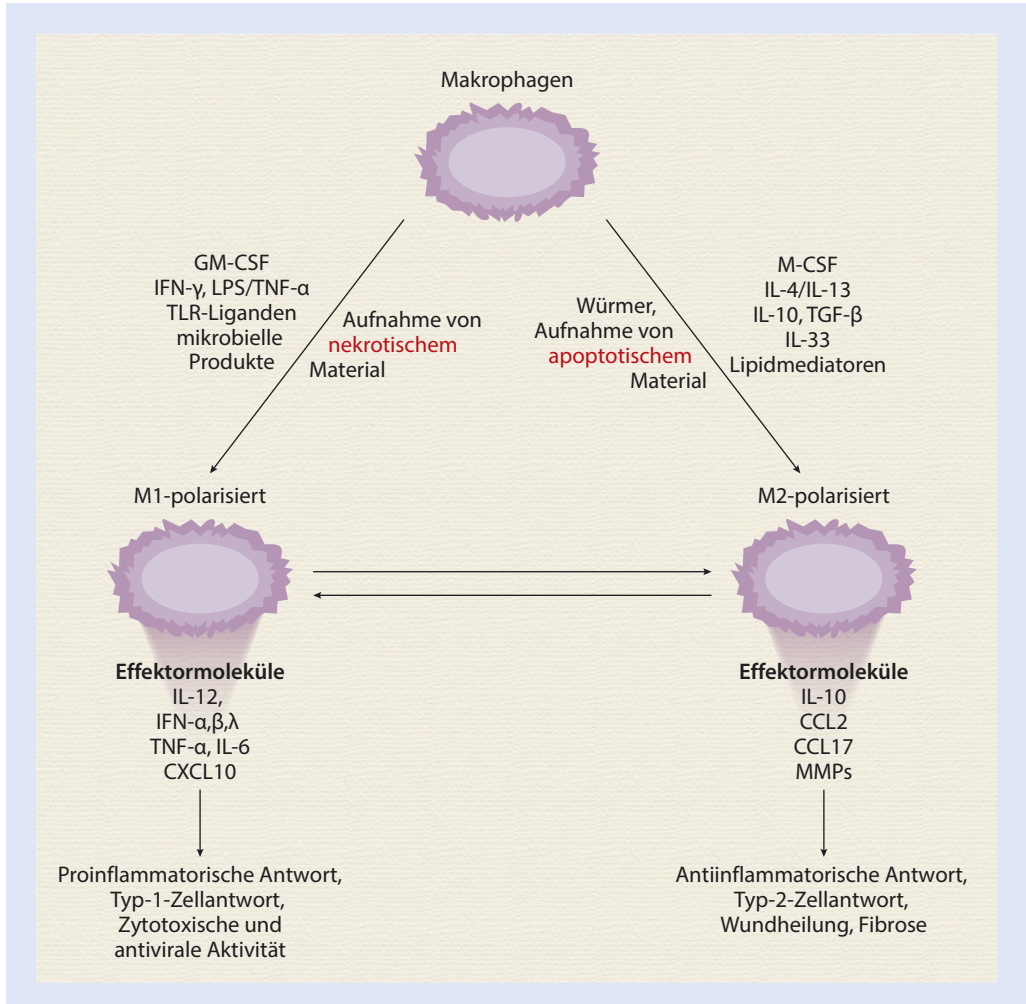 Makrophagen
GM-CSF
IFN-γ, LPS/TNF-α
TLR-Liganden
mikrobielle
Produkte
Aufnahme von
nekrotischem
Material
Würmer,
Aufnahme von
apoptotischem
Material
M-CSF
IL-4/IL-13
IL-10, TGF-β
IL-33
Lipidmediatoren
M1-polarisiert
M2-polarisiert
Effektormoleküle
IL-12,
IFN-α,β,λ
TNF-α, IL-6
CXCL10
Effektormoleküle
IL-10
CCL2
CCL17
MMPs
Proinflammatorische Antwort,
Typ-1-Zellantwort,
Zytotoxische und
antivirale Aktivität
Antiinflammatorische Antwort,
Typ-2-Zellantwort,
Wundheilung, Fibrose